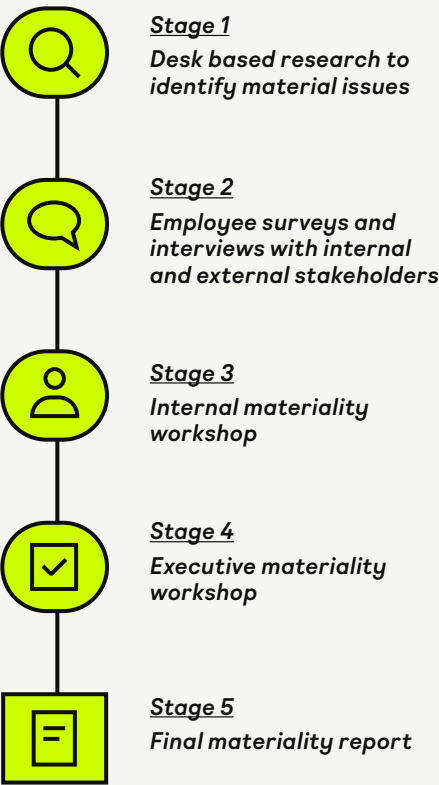 Stage 1
Desk based research to
identify material issues
Stage 2
Employee surveys and
interviews with internal
and external stakeholders
Stage 3
Internal materiality
workshop
Stage 4
Executive materiality
workshop
Stage 5
Final materiality report